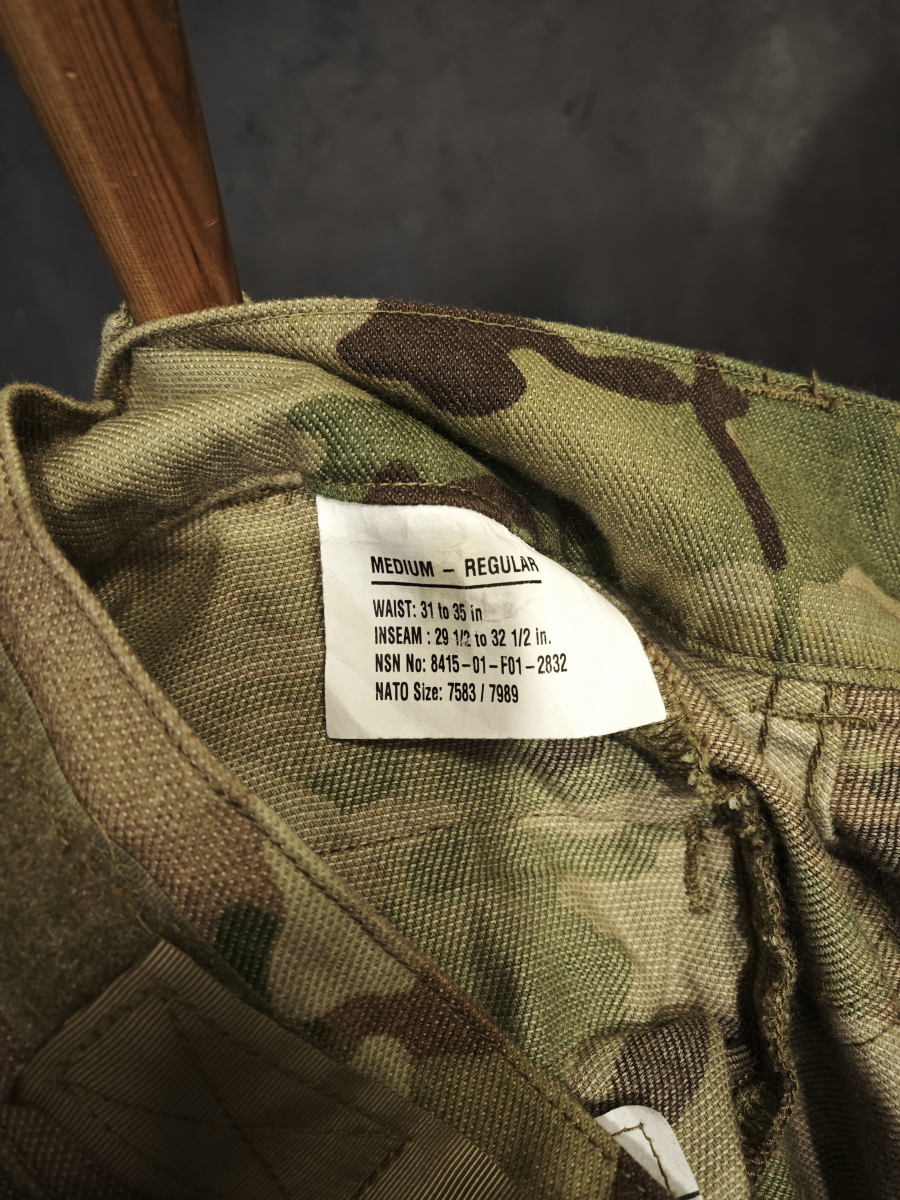 MEDIUM – REGULAR
WAIST: 31 to 35 in
INSEAM : 29 1/2 to 32 1/2 in.
NSN No: 8415-01-F01-2832
NATO Size: 7583 / 7989